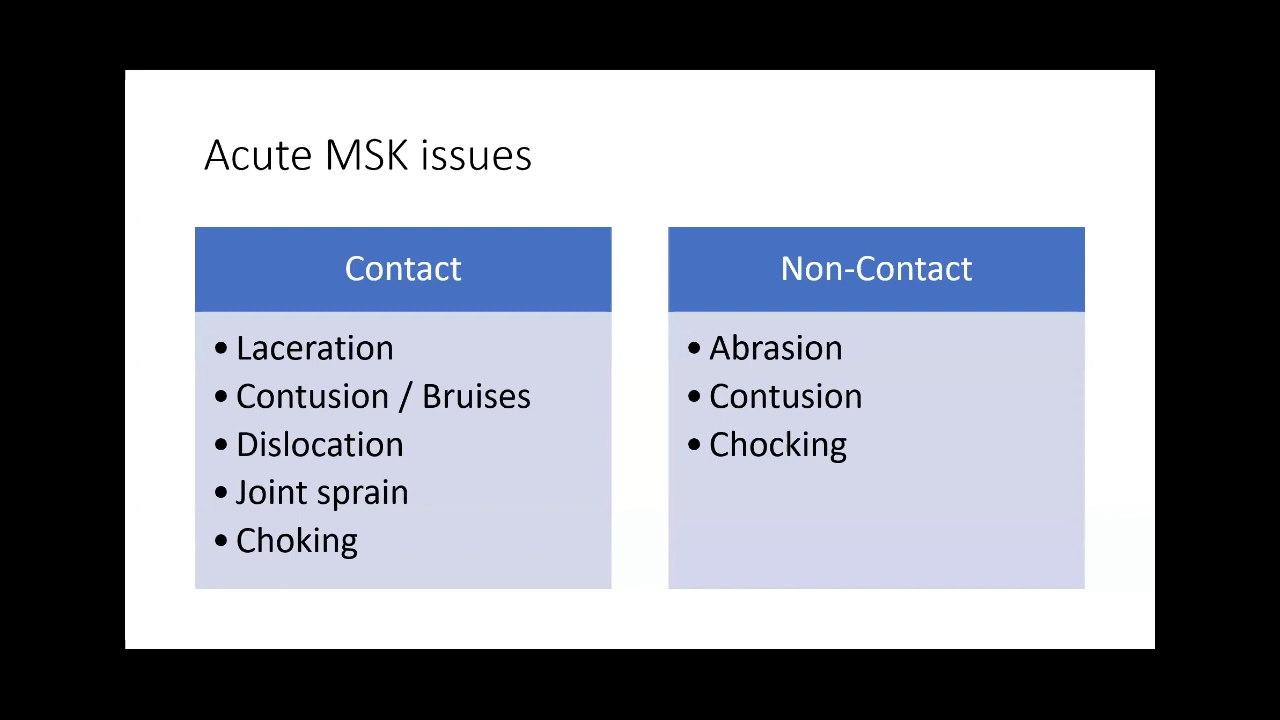 Acute MSK issues
Contact
• Laceration
• Contusion / Bruises
• Dislocation
• Joint sprain
• Choking
Non-Contact
• Abrasion
• Contusion
• Chocking